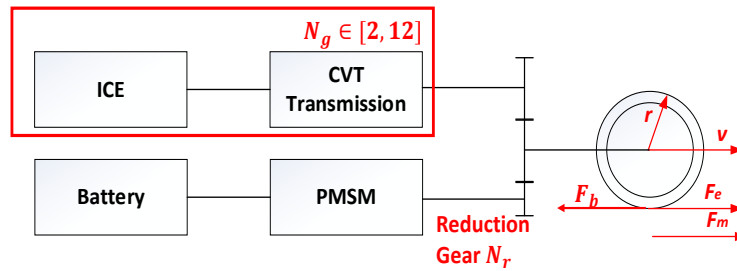 N_g ∈ [2, 12]
ICE
CVT
Transmission
r
v
Battery
PMSM
F_b
F_e
F_m
Reduction
Gear N_r